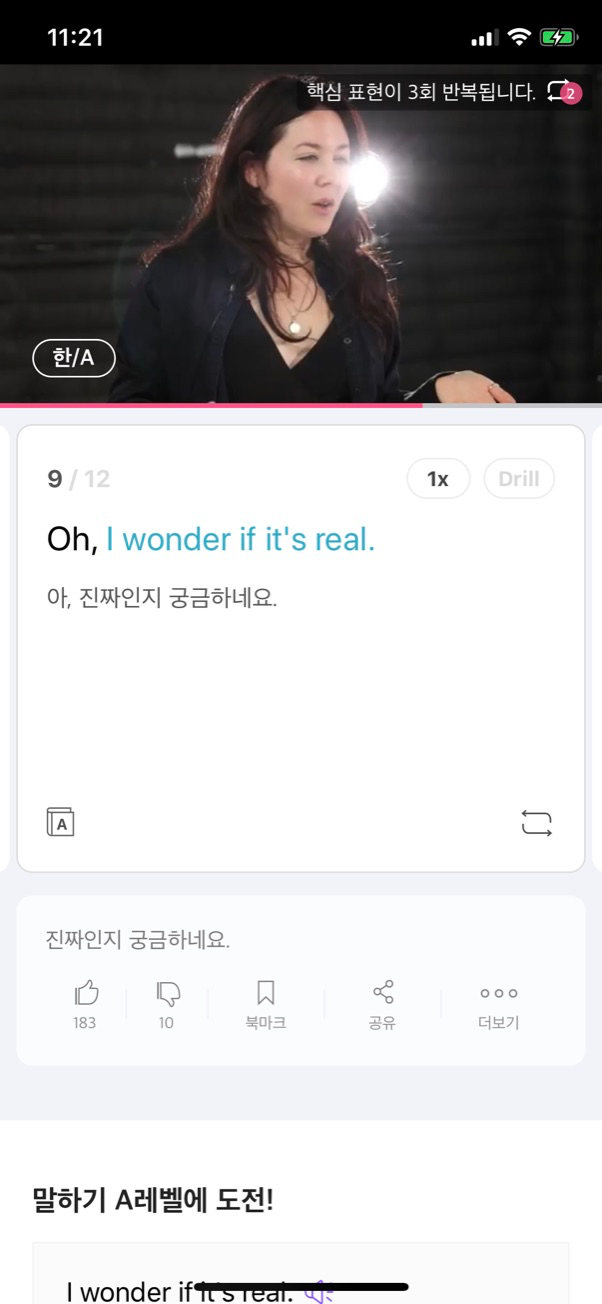 11:21
핵심 표현이 3회 반복됩니다. 2
한/A
9 / 12 1x Drill
Oh, I wonder if it's real.
아, 진짜인지 궁금하네요.
A
진짜인지 궁금하네요.
183 10 북마크 공유 더보기
말하기 A레벨에 도전!
I wonder if it's real.